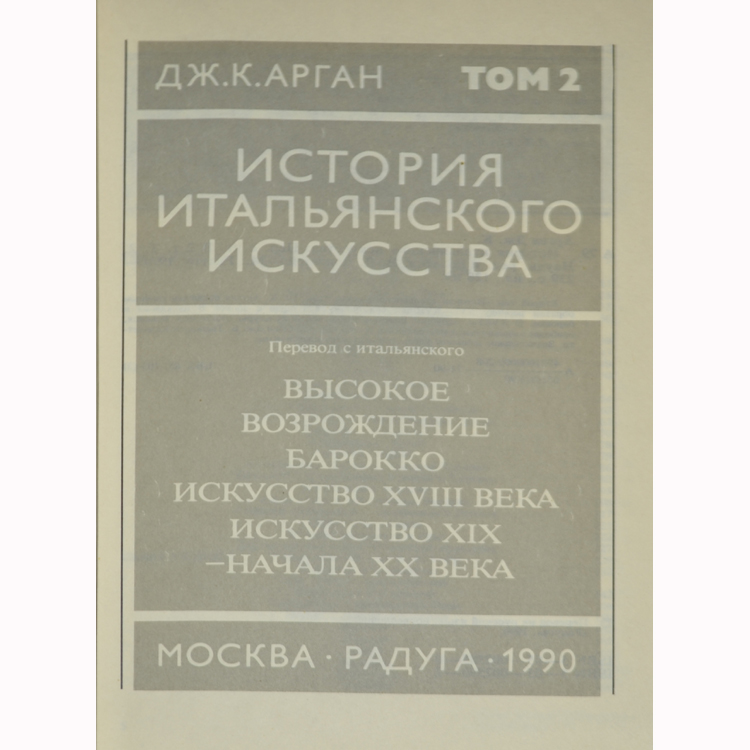 ДЖ.К.АРГАН ТОМ 2
ИСТОРИЯ
ИТАЛЬЯНСКОГО
ИСКУССТВА
Перевод с итальянского
ВЫСОКОЕ
ВОЗРОЖДЕНИЕ
БАРОККО
ИСКУССТВО XVIII ВЕКА
ИСКУССТВО XIX
–НАЧАЛА XX ВЕКА
МОСКВА · РАДУГА · 1990